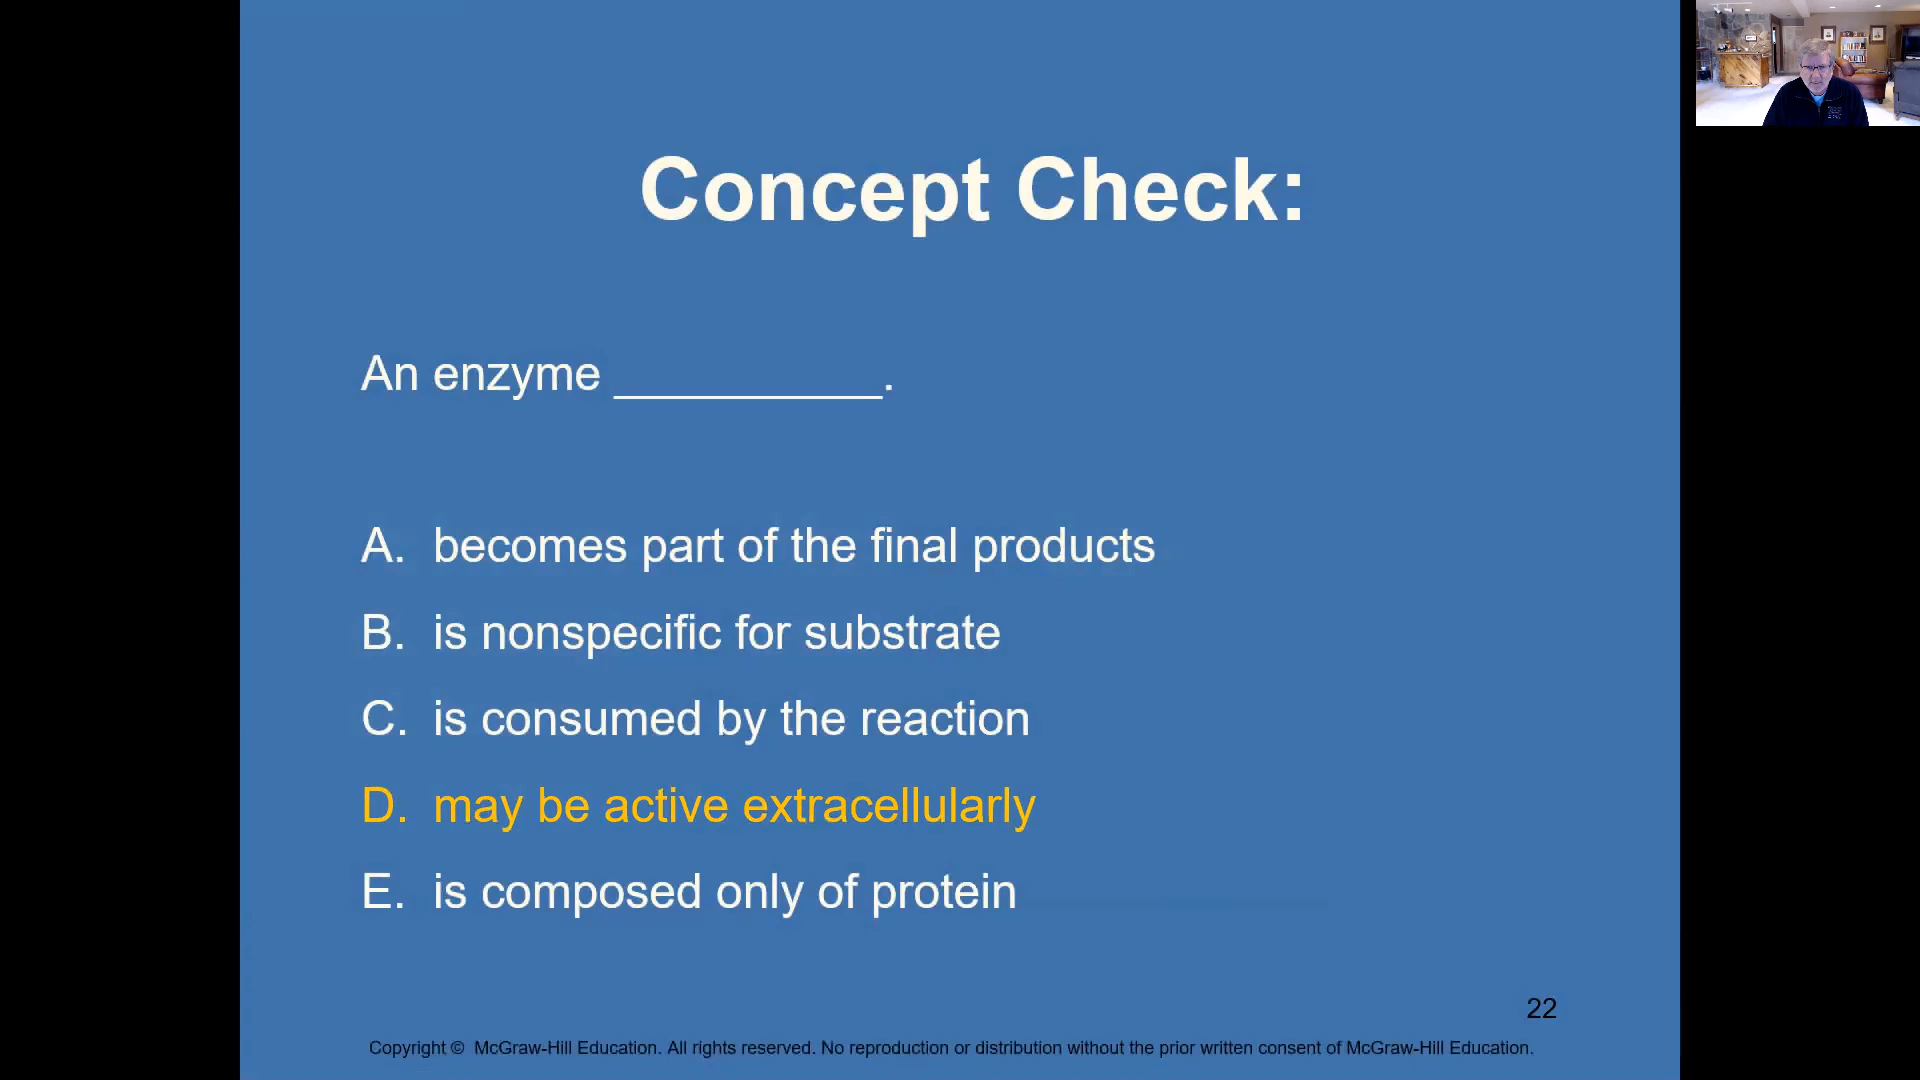 Concept Check:
An enzyme __________.
A. becomes part of the final products
B. is nonspecific for substrate
C. is consumed by the reaction
D. may be active extracellularly
E. is composed only of protein
22
Copyright © McGraw-Hill Education. All rights reserved. No reproduction or distribution without the prior written consent of McGraw-Hill Education.